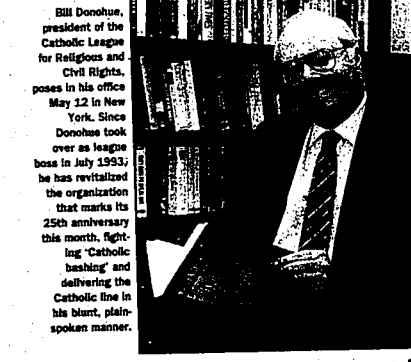 Bill Donohue,
president of the
Catholic League
for Religious and
Civil Rights,
poses in his office
May 12 in New
York. Since
Donohue took
over as league
boss in July 1993,
he has revitalized
the organization
that marks its
25th anniversary
this month, fight-
ing 'Catholic
bashing' and
delivering the
Catholic line in
his blunt, plain-
spoken manner.